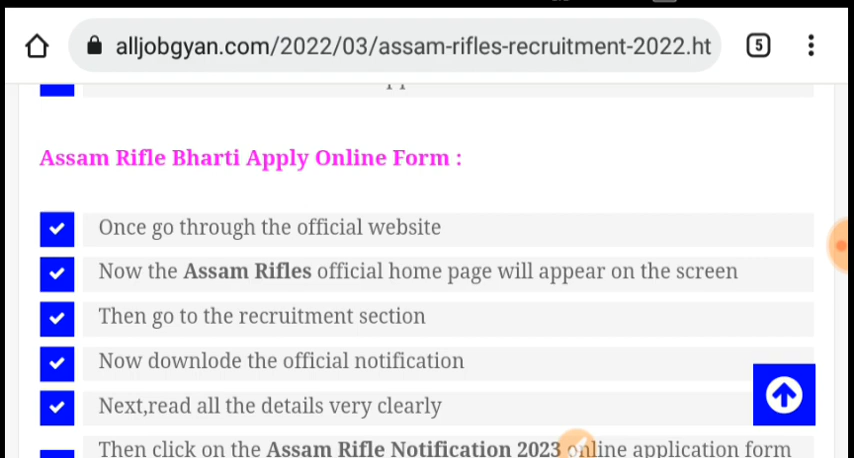 alljobgyan.com/2022/03/assam-rifles-recruitment-2022.ht
5
Assam Rifle Bharti Apply Online Form :
Once go through the official website
Now the Assam Rifles official home page will appear on the screen
Then go to the recruitment section
Now downlode the official notification
Next,read all the details very clearly
Then click on the Assam Rifle Notification 2023 online application form